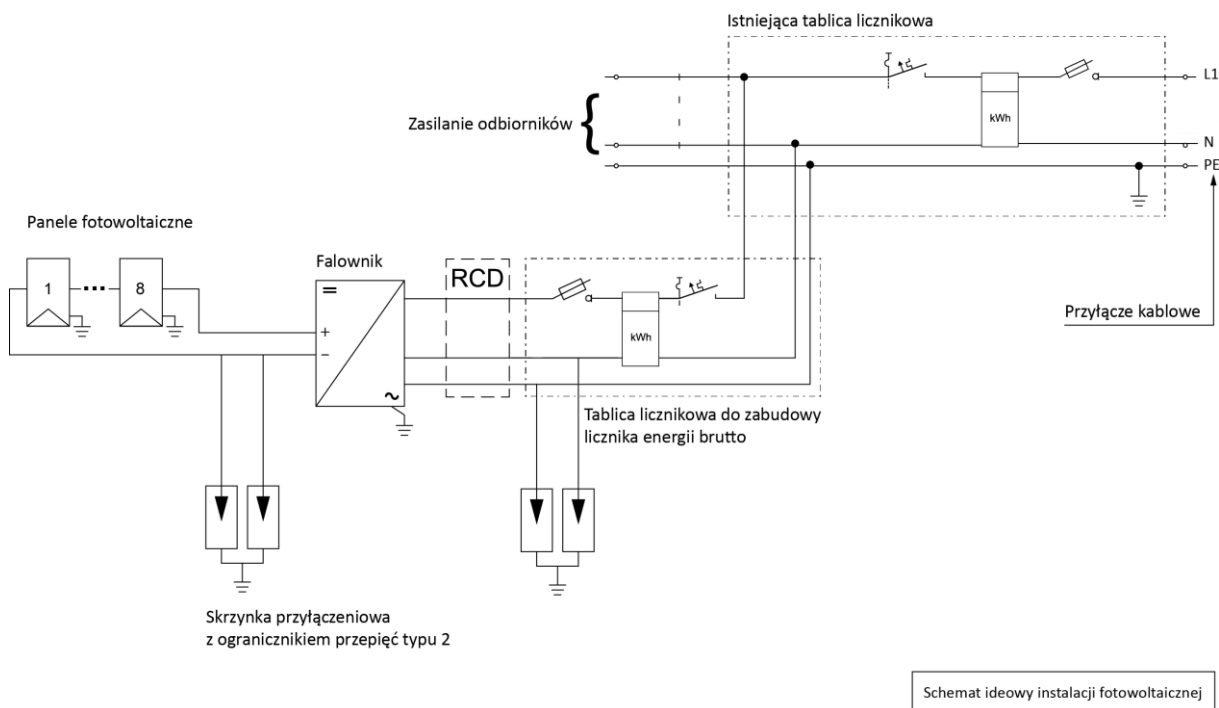 Istniejąca tablica licznikowa
L1
kWh
Zasilanie odbiorników
N
PE
Panele fotowoltaiczne
Falownik
RCD
1
8
kWh
Przyłącze kablowe
Tablica licznikowa do zabudowy
licznika energii brutto
Skrzynka przyłączeniowa
z ogranicznikiem przepięć typu 2
Schemat ideowy instalacji fotowoltaicznej